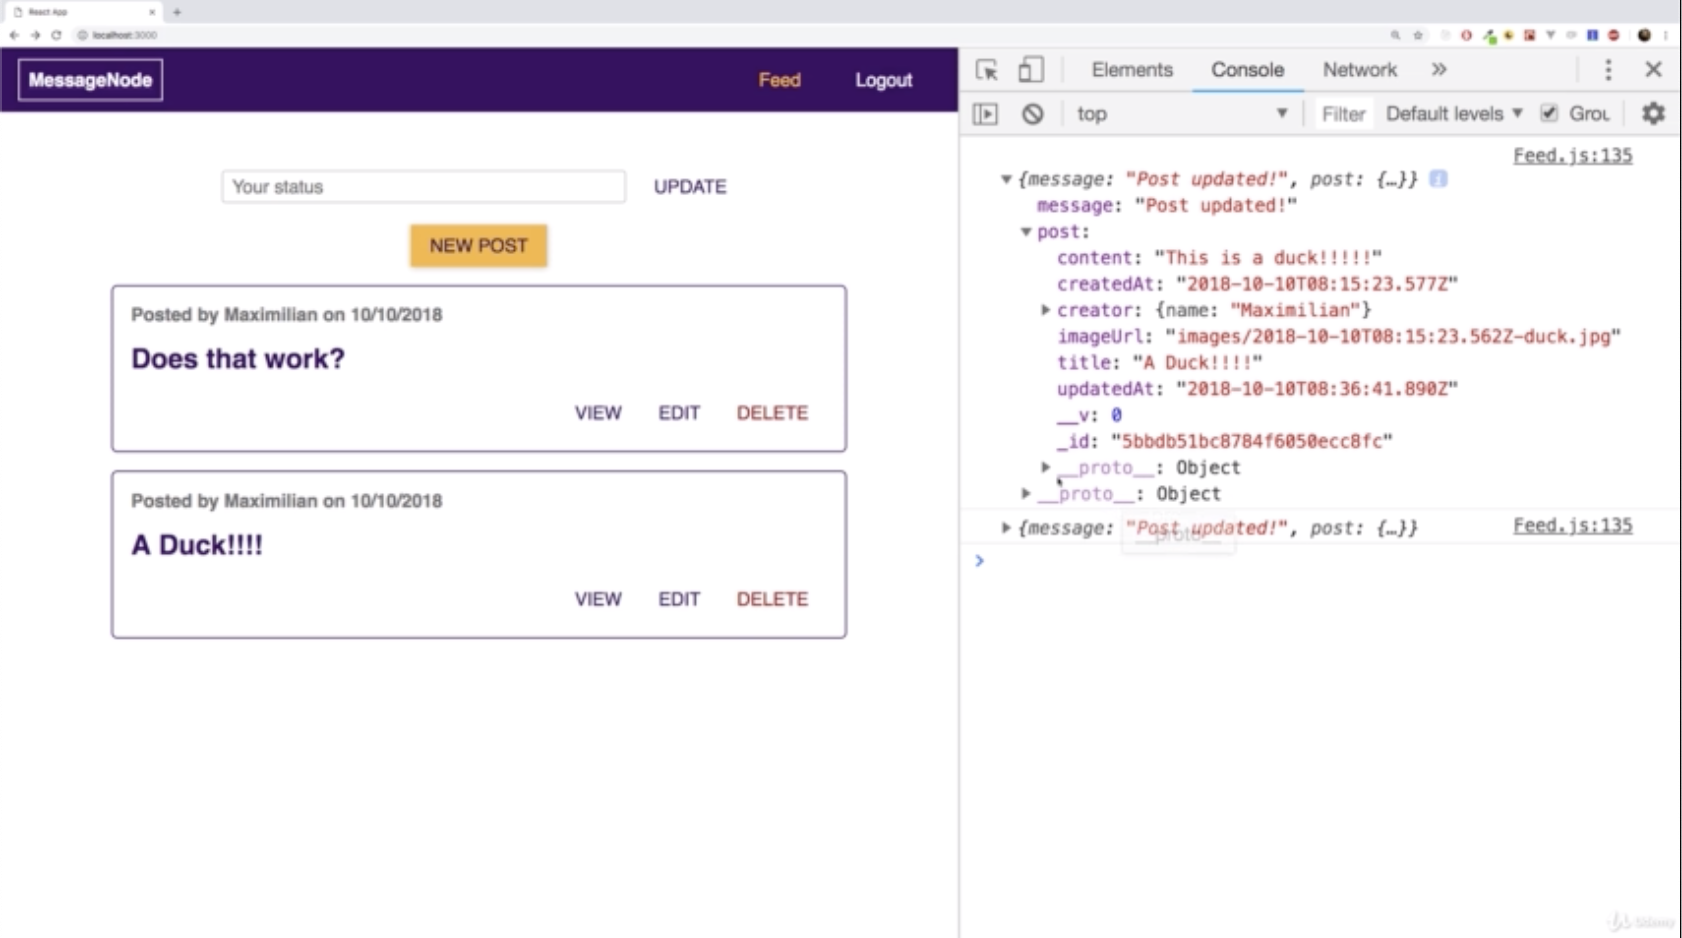 React App
localhost:3000
MessageNode
Feed
Logout
Your status
UPDATE
NEW POST
Posted by Maximilian on 10/10/2018
Does that work?
VIEW EDIT DELETE
Posted by Maximilian on 10/10/2018
A Duck!!!!
VIEW EDIT DELETE
Elements Console Network
top Filter Default levels Grou
Feed.js:135
{message: "Post updated!", post: {…}}
message: "Post updated!"
post:
content: "This is a duck!!!!!"
createdAt: "2018-10-10T08:15:23.577Z"
creator: {name: "Maximilian"}
imageUrl: "images/2018-10-10T08:15:23.562Z-duck.jpg"
title: "A Duck!!!!"
updatedAt: "2018-10-10T08:36:41.890Z"
__v: 0
_id: "5bbdb51bc8784f6050ecc8fc"
__proto__: Object
__proto__: Object
{message: "Post updated!", post: {…}} Feed.js:135
__proto__
Udemy